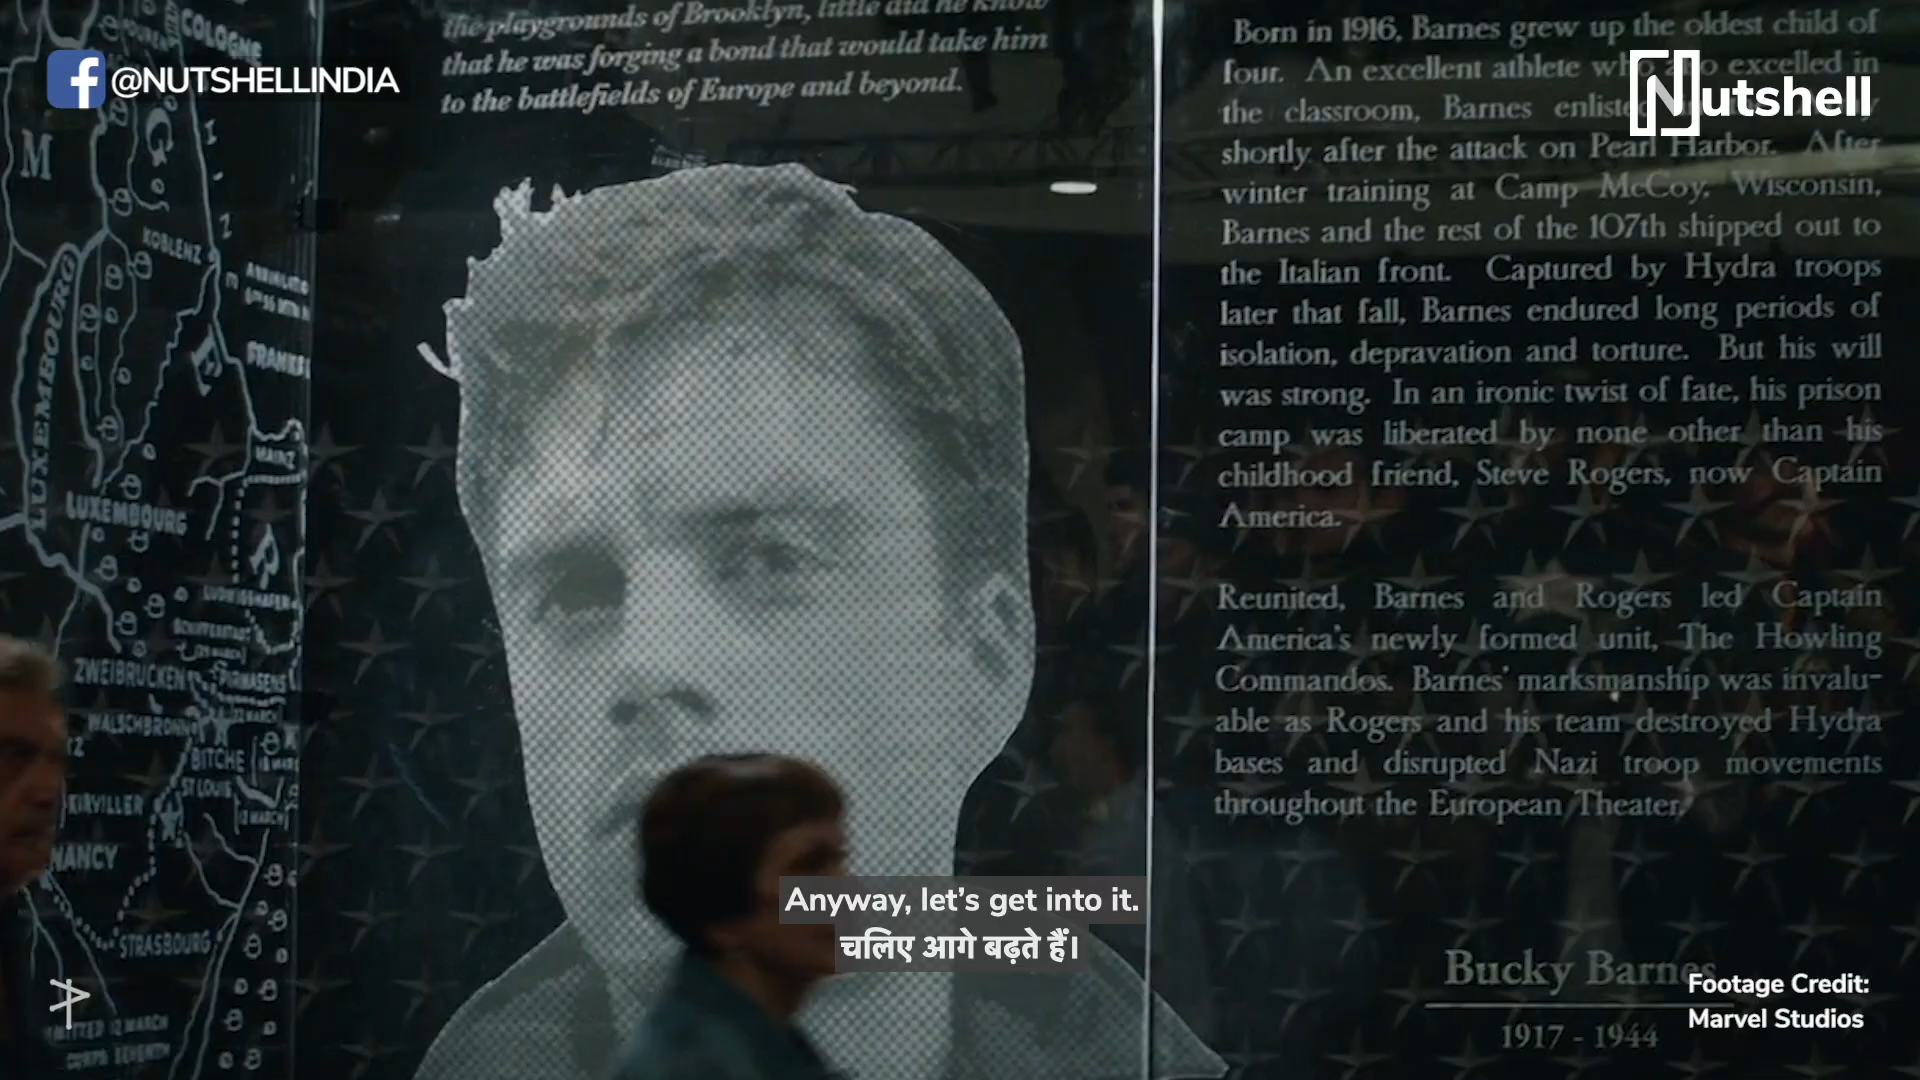 @NUTSHELLINDIA
Nutshell
COLOGNE
M
KOBLENZ
LUXEMBOURG
LUXEMBOURG
MAINZ
ZWEIBRUCKEN
PIRMASENS
BITCHE
ST LOUIS
12 MARCH
NANCY
STRASBOURG
the playgrounds of Brooklyn, little did he know
that he was forging a bond that would take him
to the battlefields of Europe and beyond.
Born in 1916, Barnes grew up the oldest child of
four. An excellent athlete who also excelled in
the classroom, Barnes enlisted
shortly after the attack on Pearl Harbor. After
winter training at Camp McCoy, Wisconsin,
Barnes and the rest of the 107th shipped out to
the Italian front. Captured by Hydra troops
later that fall, Barnes endured long periods of
isolation, depravation and torture. But his will
was strong. In an ironic twist of fate, his prison
camp was liberated by none other than his
childhood friend, Steve Rogers, now Captain
America.
Reunited, Barnes and Rogers led Captain
America's newly formed unit, The Howling
Commandos. Barnes' marksmanship was invalu-
able as Rogers and his team destroyed Hydra
bases and disrupted Nazi troop movements
throughout the European Theater.
Bucky Barnes
1917 - 1944
Anyway, let's get into it.
चलिए आगे बढ़ते हैं।
Footage Credit:
Marvel Studios